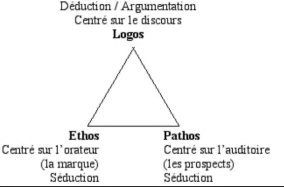 Déduction / Argumentation
Centré sur le discours
Logos
Ethos
Centré sur l'orateur
(la marque)
Séduction
Pathos
Centré sur l'auditoire
(les prospects)
Séduction